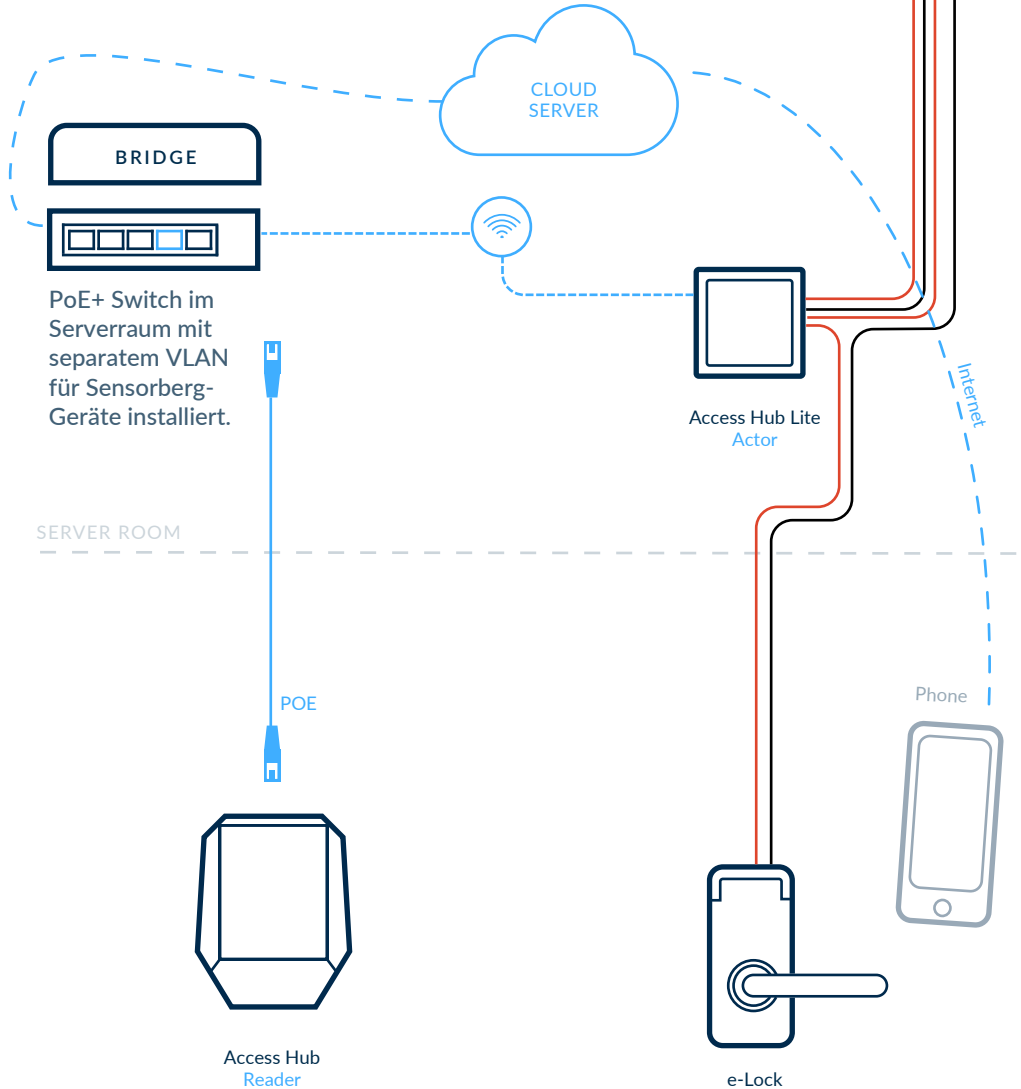 CLOUD
SERVER
BRIDGE
PoE+ Switch im
Serverraum mit
separatem VLAN
für Sensorberg-
Geräte installiert.
Internet
Access Hub Lite
Actor
SERVER ROOM
POE
Phone
Access Hub
Reader
e-Lock